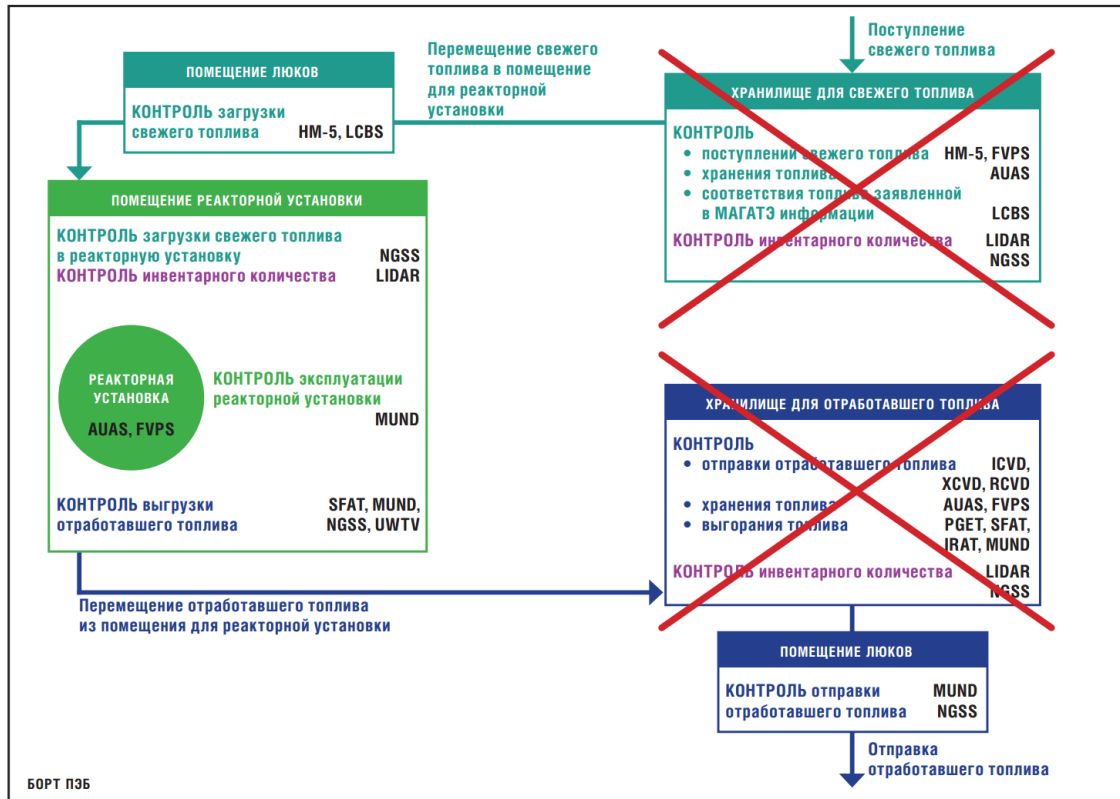 Поступление
свежего топлива
Перемещение свежего
топлива в помещение
для реакторной
установки
ПОМЕЩЕНИЕ ЛЮКОВ
КОНТРОЛЬ загрузки
свежего топлива HM-5, LCBS
ХРАНИЛИЩЕ ДЛЯ СВЕЖЕГО ТОПЛИВА
КОНТРОЛЬ
• поступлении свежего топлива HM-5, FVPS
• хранения топлива AUAS
• соответствия топлива заявленной
в МАГАТЭ информации LCBS
КОНТРОЛЬ инвентарного количества LIDAR
NGSS
ПОМЕЩЕНИЕ РЕАКТОРНОЙ УСТАНОВКИ
КОНТРОЛЬ загрузки свежего топлива
в реакторную установку NGSS
КОНТРОЛЬ инвентарного количества LIDAR
РЕАКТОРНАЯ
УСТАНОВКА
AUAS, FVPS
КОНТРОЛЬ эксплуатации
реакторной установки
MUND
КОНТРОЛЬ выгрузки SFAT, MUND,
отработавшего топлива NGSS, UWTV
ХРАНИЛИЩЕ ДЛЯ ОТРАБОТАВШЕГО ТОПЛИВА
КОНТРОЛЬ
• отправки отработавшего топлива ICVD,
XCVD, RCVD
• хранения топлива AUAS, FVPS
• выгорания топлива PGET, SFAT,
IRAT, MUND
КОНТРОЛЬ инвентарного количества LIDAR
NGSS
Перемещение отработавшего топлива
из помещения для реакторной установки
ПОМЕЩЕНИЕ ЛЮКОВ
КОНТРОЛЬ отправки MUND
отработавшего топлива NGSS
Отправка
отработавшего топлива
БОРТ ПЭБ